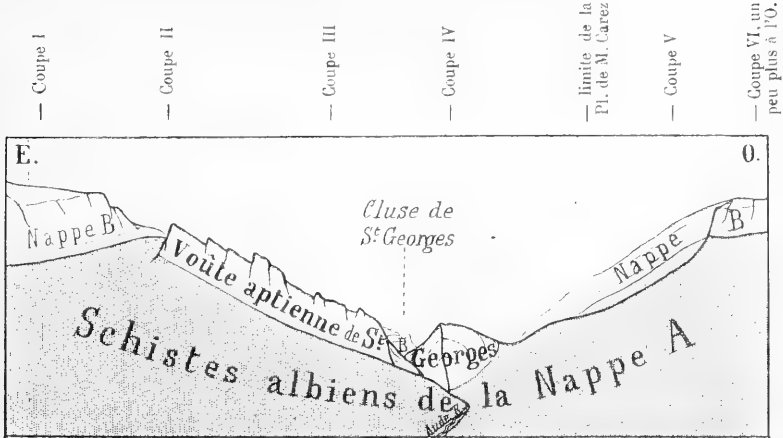 — Coupe I
— Coupe II
— Coupe III
— Coupe IV
— limite de la
Pl. de M. Carez
— Coupe V
— Coupe VI, un
peu plus à l'O.
E.
O.
Nappe B
Cluse de
St Georges
Voûte aptienne de St Georges
B
Nappe B
Schistes albiens de la Nappe A
Aude R.